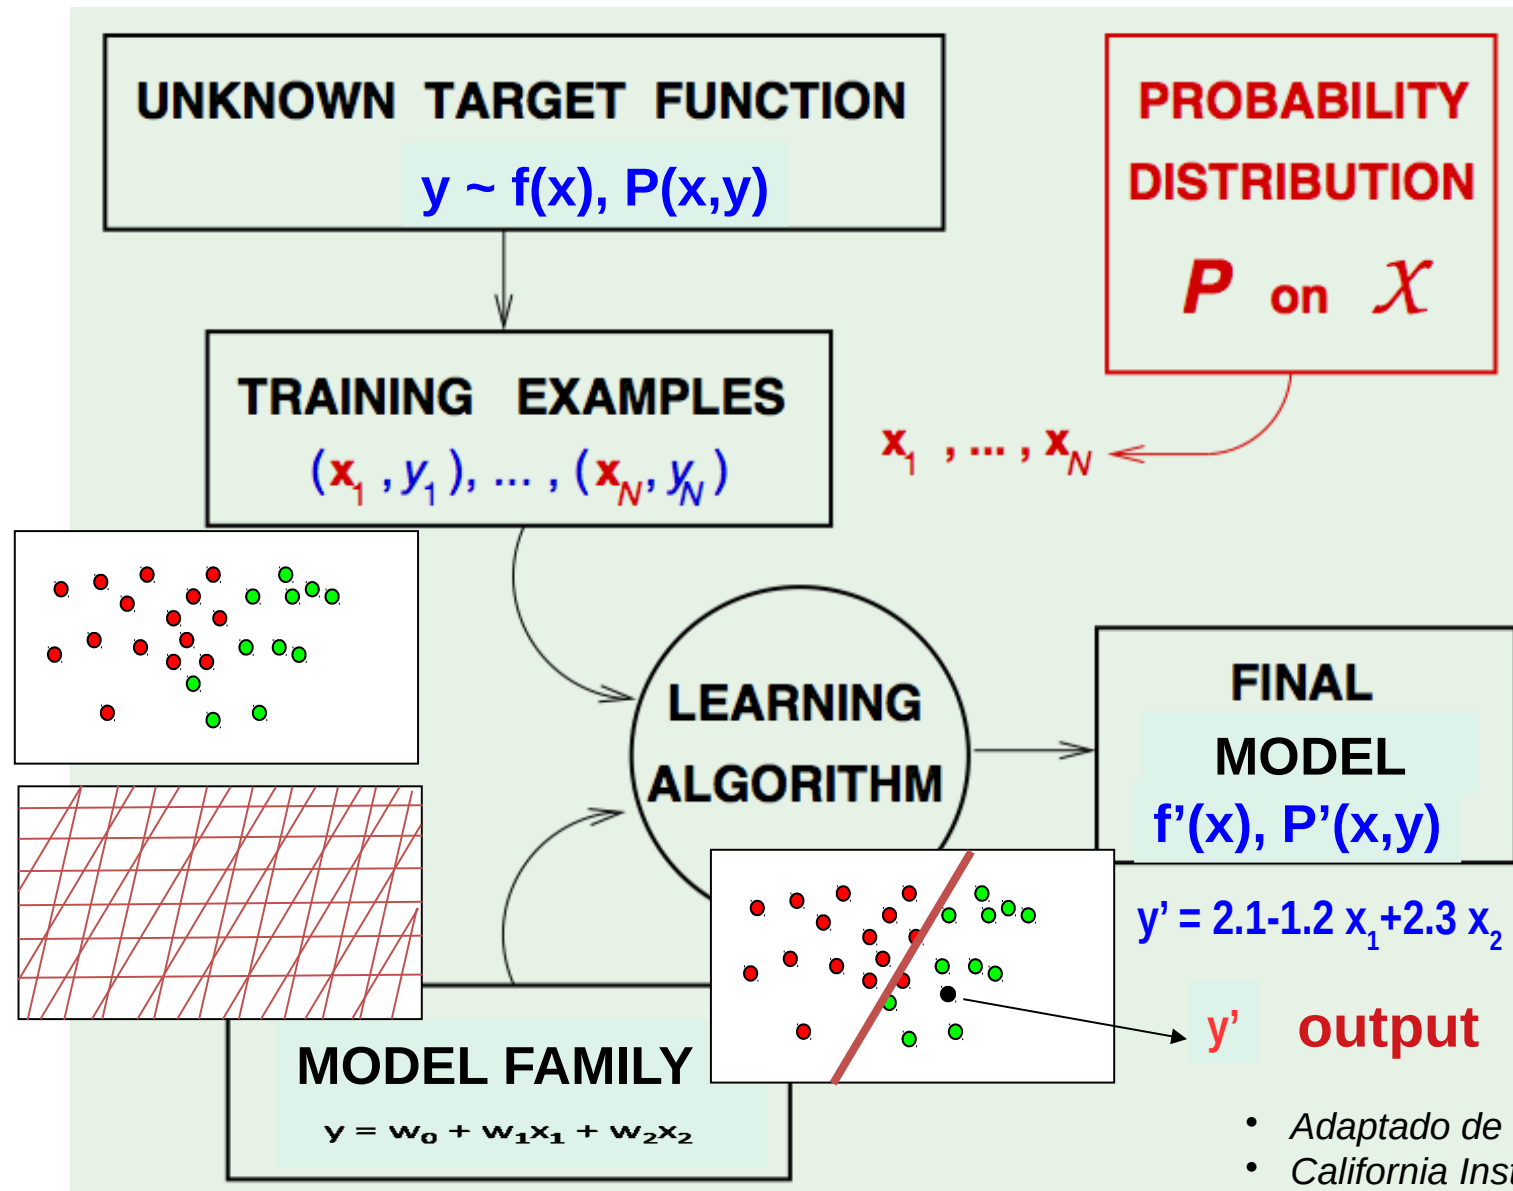 UNKNOWN TARGET FUNCTION
y ~ f(x), P(x,y)
PROBABILITY
DISTRIBUTION
P on X
TRAINING EXAMPLES
(x1 , y1), ... , (xN, yN)
x1 , ... , xN
LEARNING
ALGORITHM
FINAL
MODEL
f’(x), P’(x,y)
y’ = 2.1-1.2 x1+2.3 x2
y’ output
MODEL FAMILY
y = w0 + w1x1 + w2x2
• Adaptado de
• California Inst